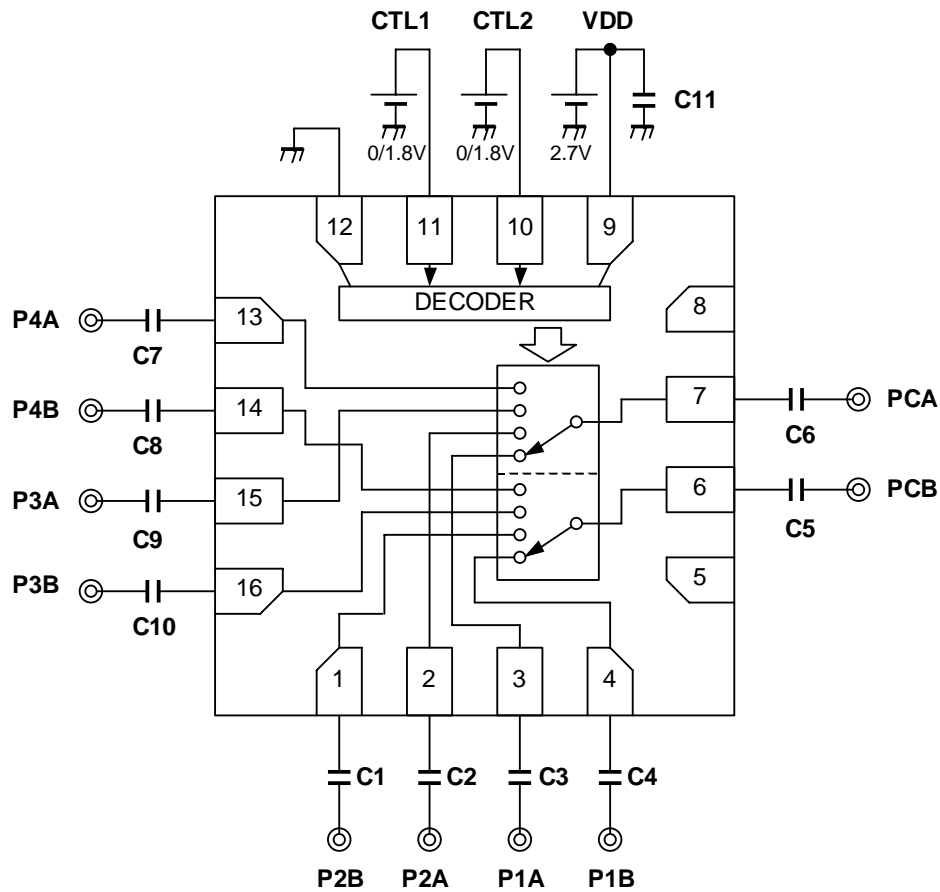 CTL1 CTL2 VDD
C11
0/1.8V 0/1.8V 2.7V
12 11 10 9
DECODER
P4A 13 8
C7
P4B 14 7 PCA
C8 C6
P3A 15 6 PCB
C9 C5
P3B 16 5
C10
1 2 3 4
C1 C2 C3 C4
P2B P2A P1A P1B